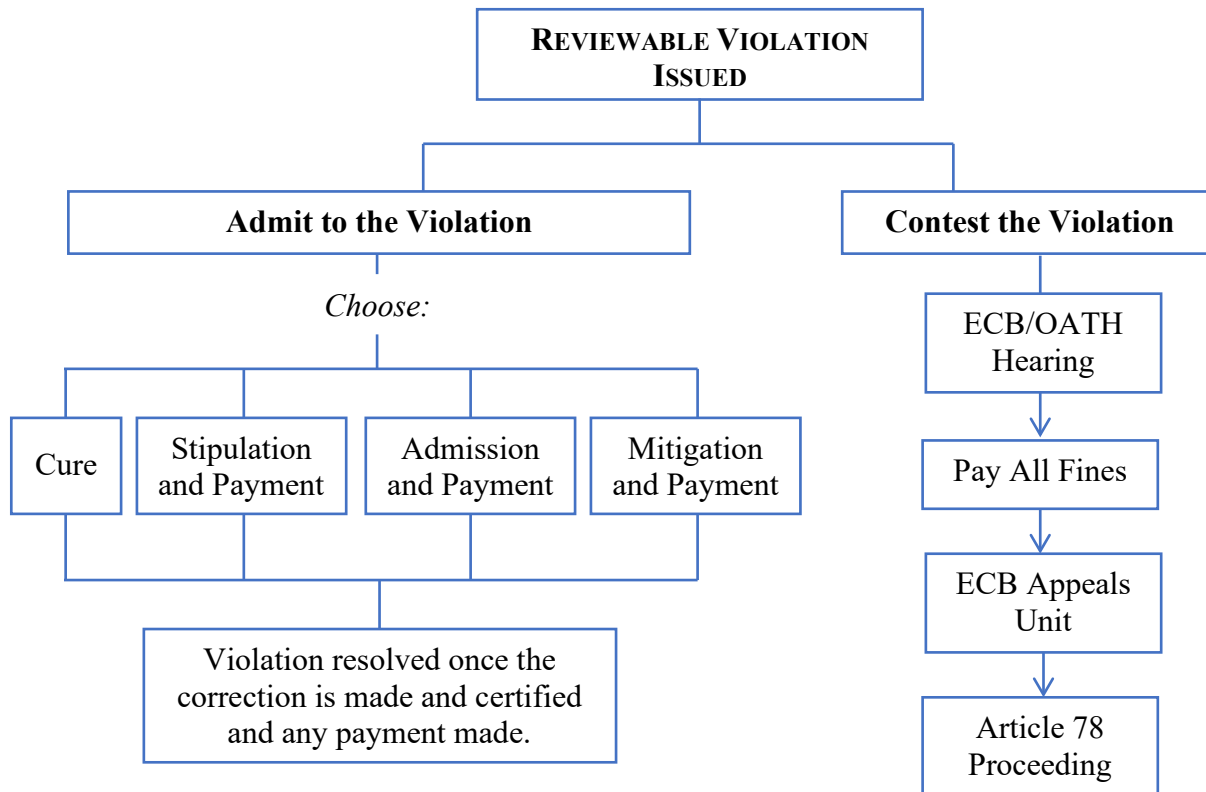 REVIEWABLE VIOLATION
ISSUED
Admit to the Violation
Contest the Violation
Choose:
Cure
Stipulation
and Payment
Admission
and Payment
Mitigation
and Payment
Violation resolved once the
correction is made and certified
and any payment made.
ECB/OATH
Hearing
Pay All Fines
ECB Appeals
Unit
Article 78
Proceeding